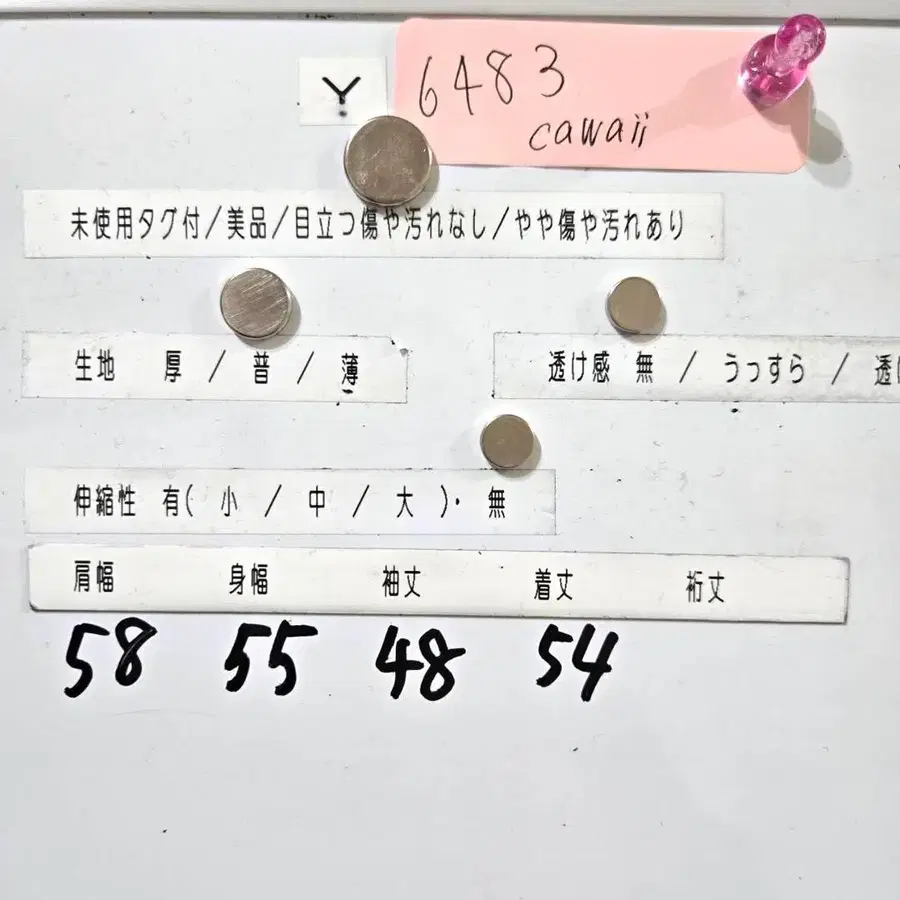 Y
6483
cawaii
未使用タグ付/美品/目立つ傷や汚れなし/やや傷や汚れあり
生地 厚 / 普 / 薄
透け感 無 / うっすら / 透け
伸縮性 有( 小 / 中 / 大 )・ 無
肩幅 身幅 袖丈 着丈 裄丈
58 55 48 54